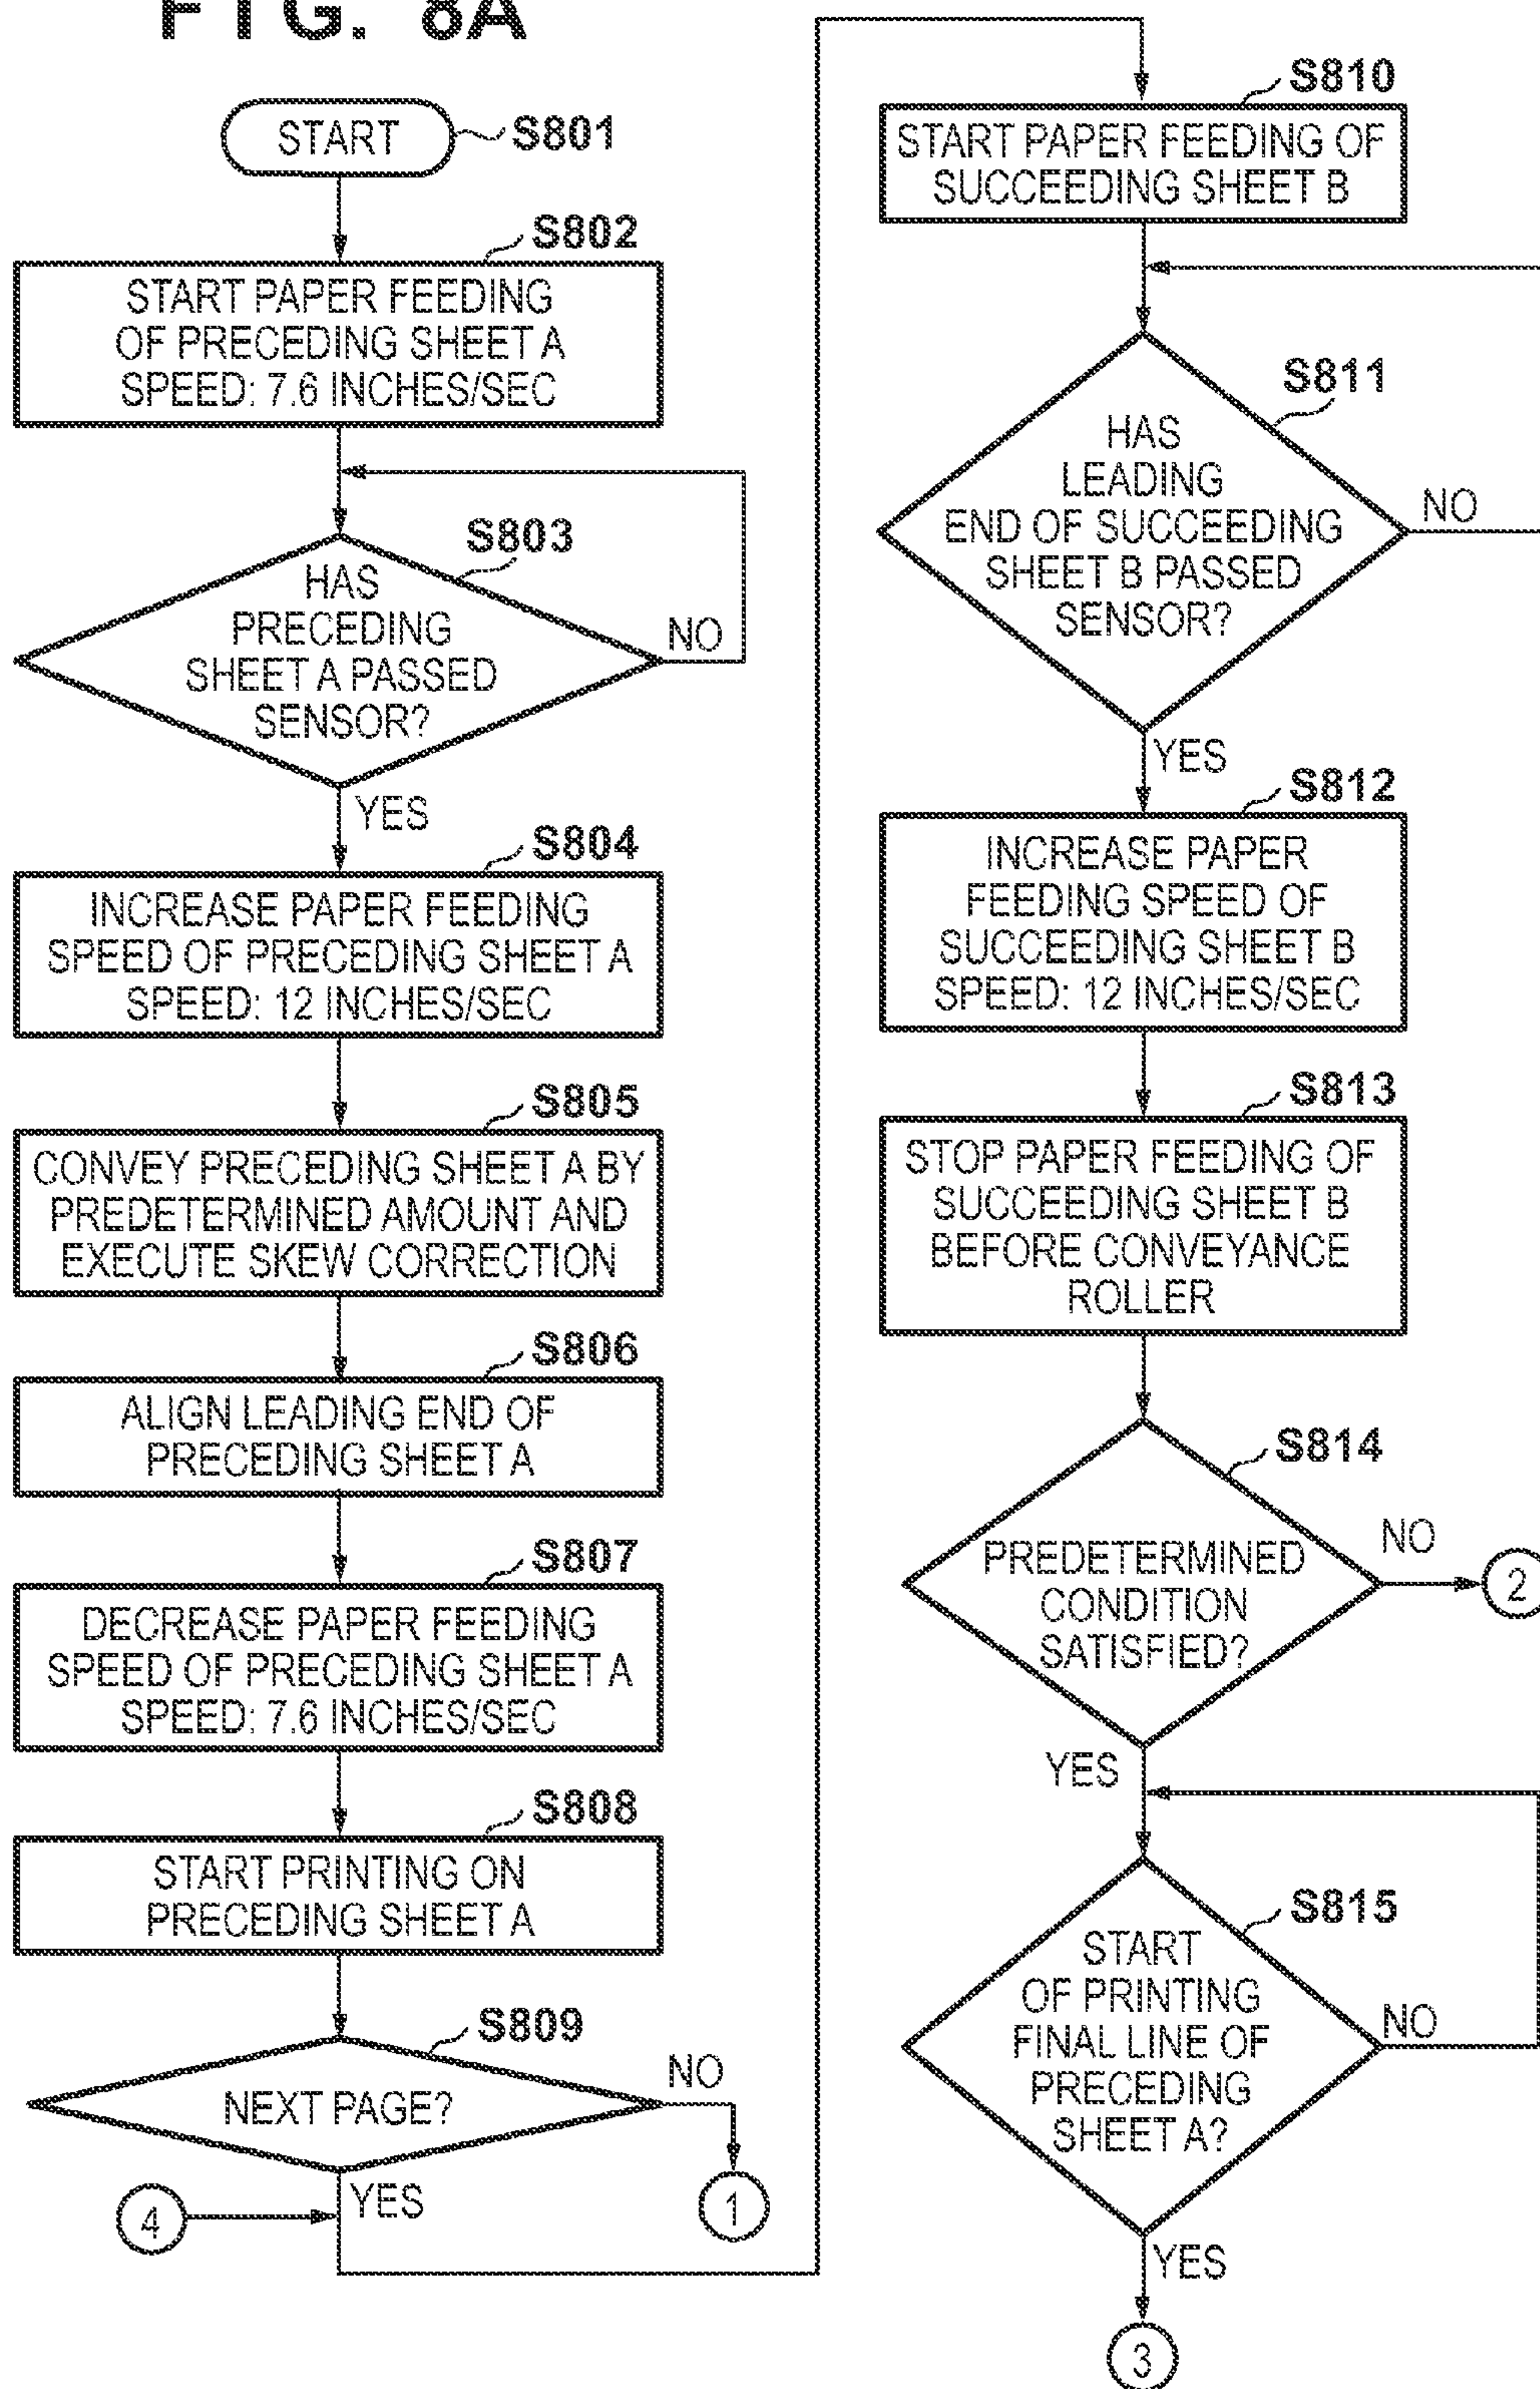 FIG. 8A
START
S801
S802
START PAPER FEEDING
OF PRECEDING SHEET A
SPEED: 7.6 INCHES/SEC
S803
HAS
PRECEDING
SHEET A PASSED
SENSOR?
NO
YES
S804
INCREASE PAPER FEEDING
SPEED OF PRECEDING SHEET A
SPEED: 12 INCHES/SEC
S805
CONVEY PRECEDING SHEET A BY
PREDETERMINED AMOUNT AND
EXECUTE SKEW CORRECTION
S806
ALIGN LEADING END OF
PRECEDING SHEET A
S807
DECREASE PAPER FEEDING
SPEED OF PRECEDING SHEET A
SPEED: 7.6 INCHES/SEC
S808
START PRINTING ON
PRECEDING SHEET A
S809
NEXT PAGE?
NO
YES
4
1
S810
START PAPER FEEDING OF
SUCCEEDING SHEET B
S811
HAS
LEADING
END OF SUCCEEDING
SHEET B PASSED
SENSOR?
NO
YES
S812
INCREASE PAPER
FEEDING SPEED OF
SUCCEEDING SHEET B
SPEED: 12 INCHES/SEC
S813
STOP PAPER FEEDING OF
SUCCEEDING SHEET B
BEFORE CONVEYANCE
ROLLER
S814
PREDETERMINED
CONDITION
SATISFIED?
NO
2
YES
S815
START
OF PRINTING
FINAL LINE OF
PRECEDING
SHEET A?
NO
YES
3